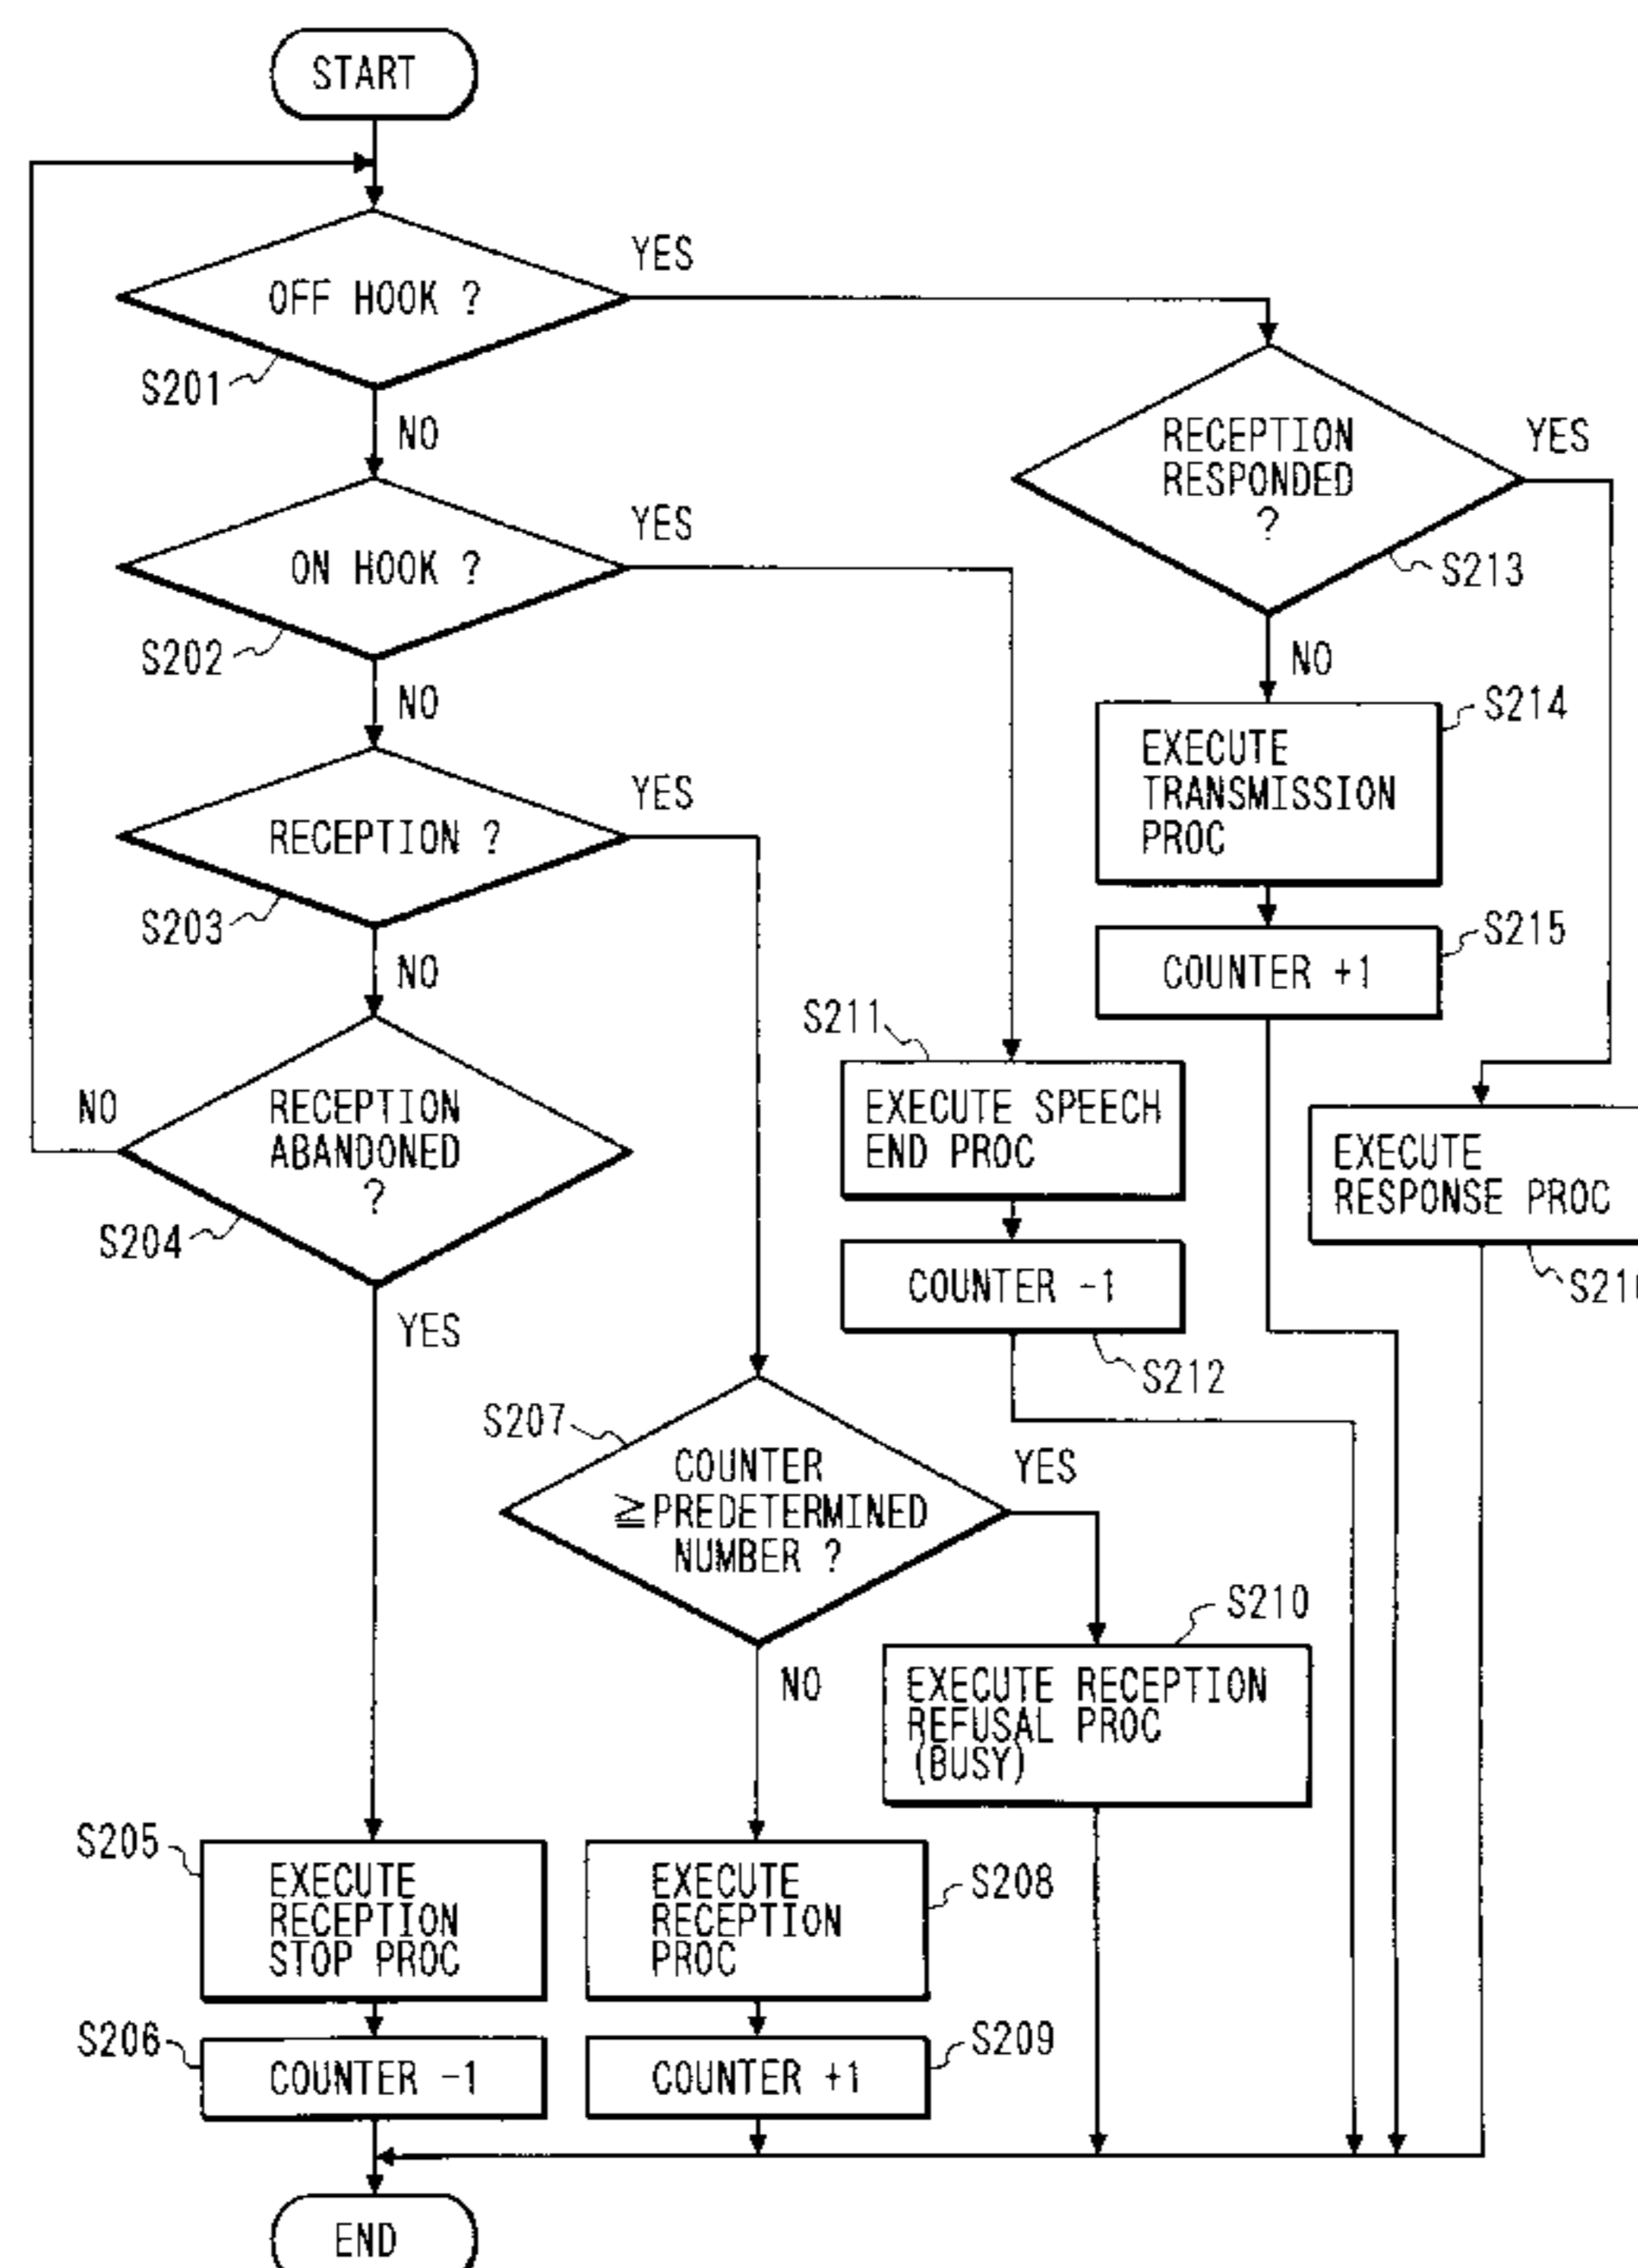 START
OFF HOOK ?
YES
S201
NO
RECEPTION
RESPONDED
?
YES
S213
ON HOOK ?
YES
S202
NO
NO
S214
EXECUTE
TRANSMISSION
PROC
RECEPTION ?
YES
S203
NO
S215
COUNTER +1
S211
EXECUTE SPEECH
END PROC
NO
RECEPTION
ABANDONED
?
S204
YES
EXECUTE
RESPONSE PROC
COUNTER -1
S212
S207
COUNTER
≧PREDETERMINED
NUMBER ?
YES
NO
S210
EXECUTE RECEPTION
REFUSAL PROC
(BUSY)
S205
EXECUTE
RECEPTION
STOP PROC
EXECUTE
RECEPTION
PROC
S208
S206
COUNTER -1
COUNTER +1
S209
END